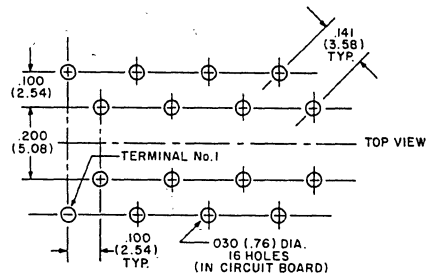 .141
(3.58)
TYP.
.100
(2.54)
.200
(5.08)
TOP VIEW
TERMINAL No.1
.100
(2.54)
TYP.
030 (.76) DIA.
16 HOLES
(IN CIRCUIT BOARD)